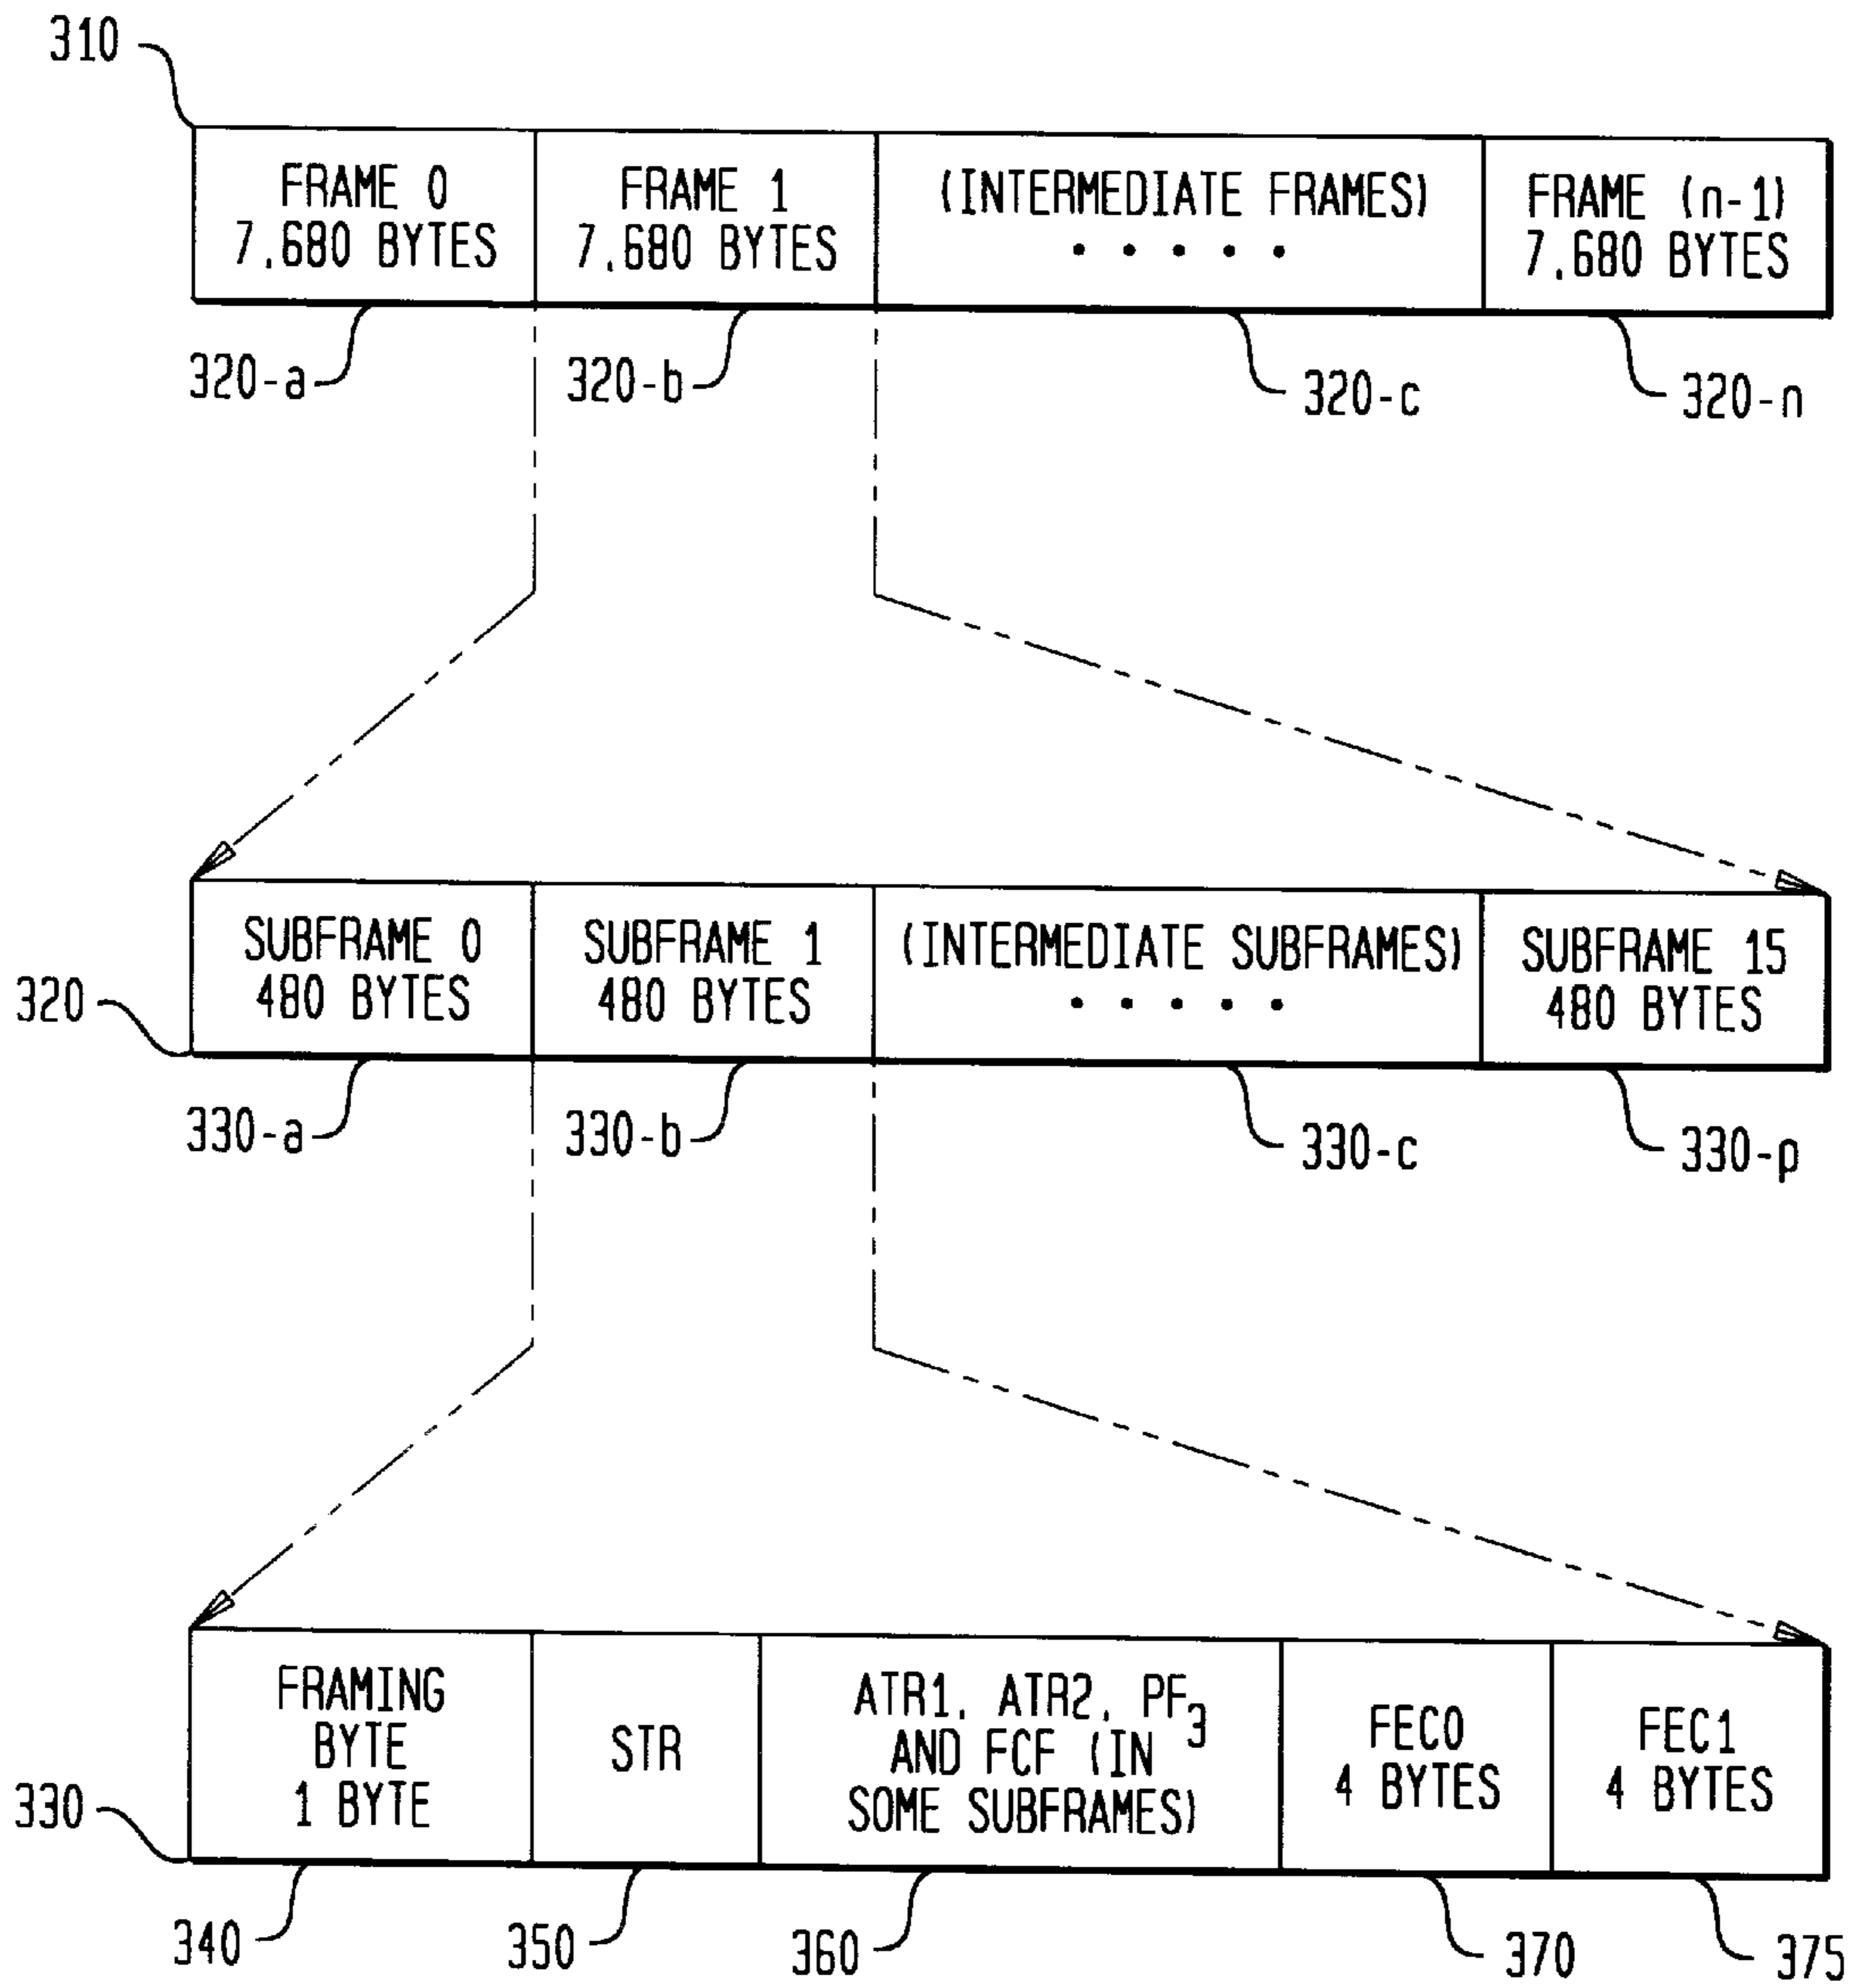 310
FRAME 0
7,680 BYTES
FRAME 1
7,680 BYTES
(INTERMEDIATE FRAMES)
. . . . .
FRAME (n-1)
7,680 BYTES
320-a
320-b
320-c
320-n
SUBFRAME 0
480 BYTES
SUBFRAME 1
480 BYTES
(INTERMEDIATE SUBFRAMES)
. . . . .
SUBFRAME 15
480 BYTES
320
330-a
330-b
330-c
330-p
FRAMING
BYTE
1 BYTE
STR
ATR1, ATR2, PF3
AND FCF (IN
SOME SUBFRAMES)
FEC0
4 BYTES
FEC1
4 BYTES
330
340
350
360
370
375